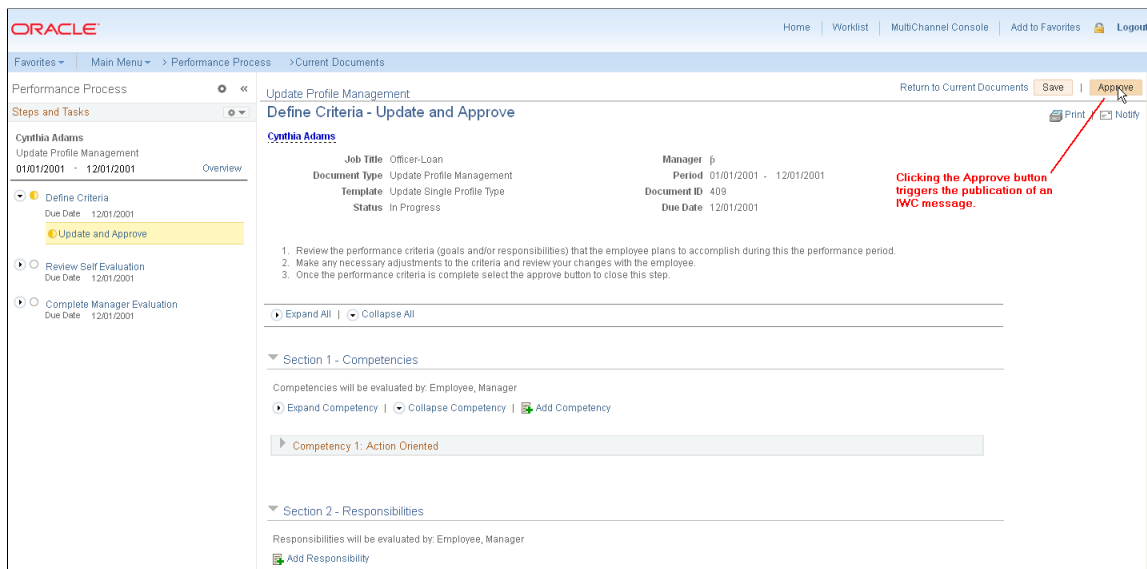 ORACLE
Home | Worklist | MultiChannel Console | Add to Favorites Logout
Favorites Main Menu > Performance Process >Current Documents
Performance Process «
Steps and Tasks
Cynthia Adams
Update Profile Management
01/01/2001 - 12/01/2001 Overview
Define Criteria
Due Date 12/01/2001
Update and Approve
Review Self Evaluation
Due Date 12/01/2001
Complete Manager Evaluation
Due Date 12/01/2001
Update Profile Management
Return to Current Documents Save | Approve
Define Criteria - Update and Approve
Print | Notify
Cynthia Adams
Job Title Officer-Loan Manager
Document Type Update Profile Management Period 01/01/2001 - 12/01/2001
Template Update Single Profile Type Document ID 409
Status In Progress Due Date 12/01/2001
Clicking the Approve button
triggers the publication of an
IWC message.
1. Review the performance criteria (goals and/or responsibilities) that the employee plans to accomplish during this the performance period.
2. Make any necessary adjustments to the criteria and review your changes with the employee.
3. Once the performance criteria is complete select the approve button to close this step.
Expand All | Collapse All
Section 1 - Competencies
Competencies will be evaluated by: Employee, Manager
Expand Competency | Collapse Competency | Add Competency
Competency 1: Action Oriented
Section 2 - Responsibilities
Responsibilities will be evaluated by: Employee, Manager
Add Responsibility